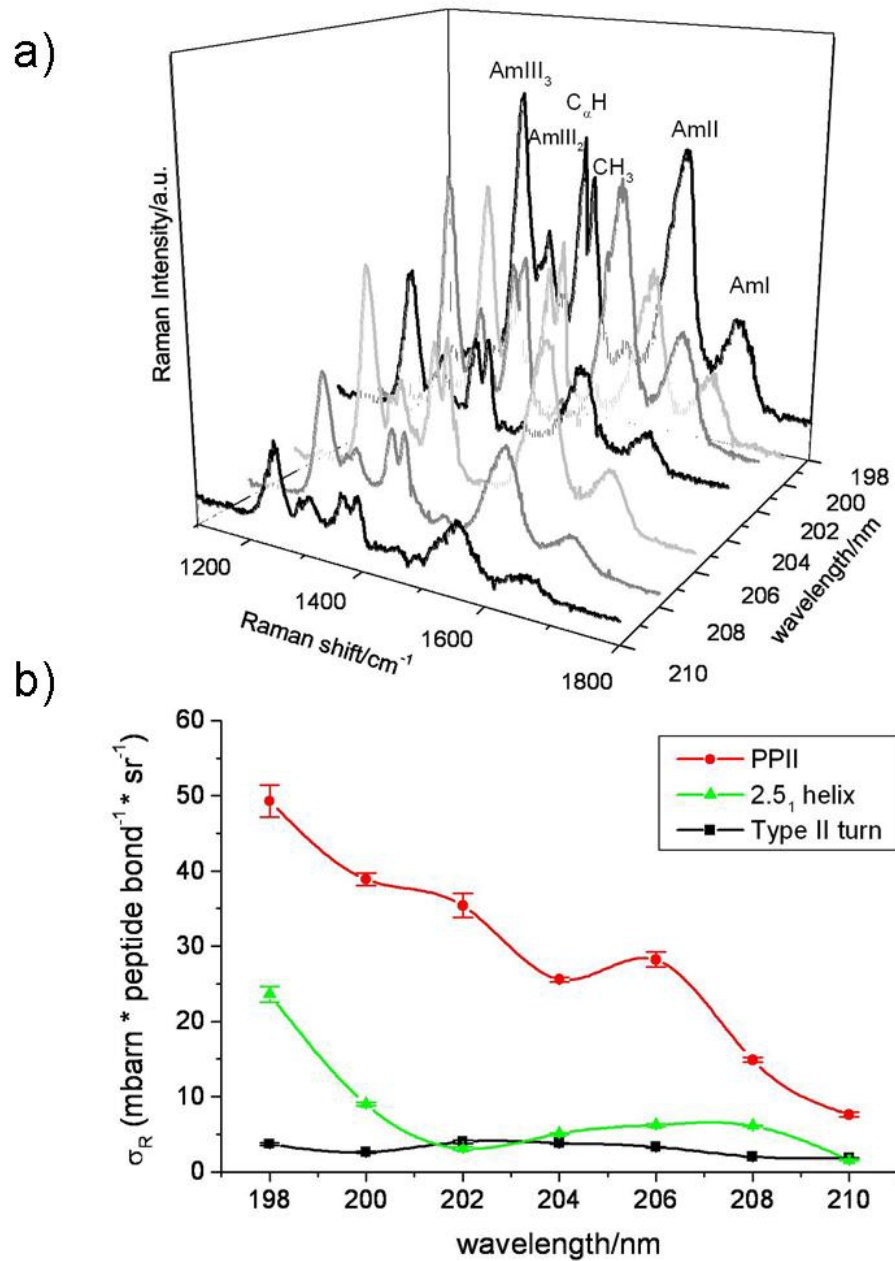 a)
AmIII₃
CαH
AmIII₂
CH₃
AmII
AmI
Raman Intensity/a.u.
198
200
202
204
206
208
210
wavelength/nm
1200
1400
1600
1800
Raman shift/cm⁻¹
b)
60
50
40
30
20
10
0
σR (mbarn * peptide bond⁻¹ * sr⁻¹)
PPII
2.5₁ helix
Type II turn
198 200 202 204 206 208 210
wavelength/nm